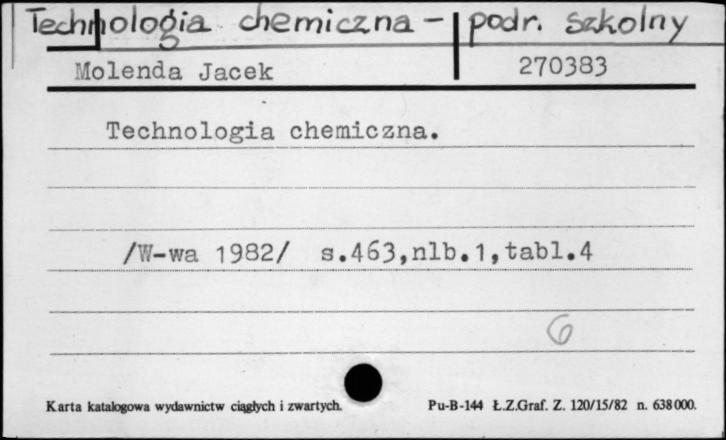 Technologia chemiczna - podr. szkolny
Molenda Jacek 270383
Technologia chemiczna.
/W-wa 1982/ s.463,nlb.1,tabl.4
6
Karta katalogowa wydawnictw ciągłych i zwartych. Pu-B-144 Ł.Z.Graf. Z. 120/15/82 n. 638000.